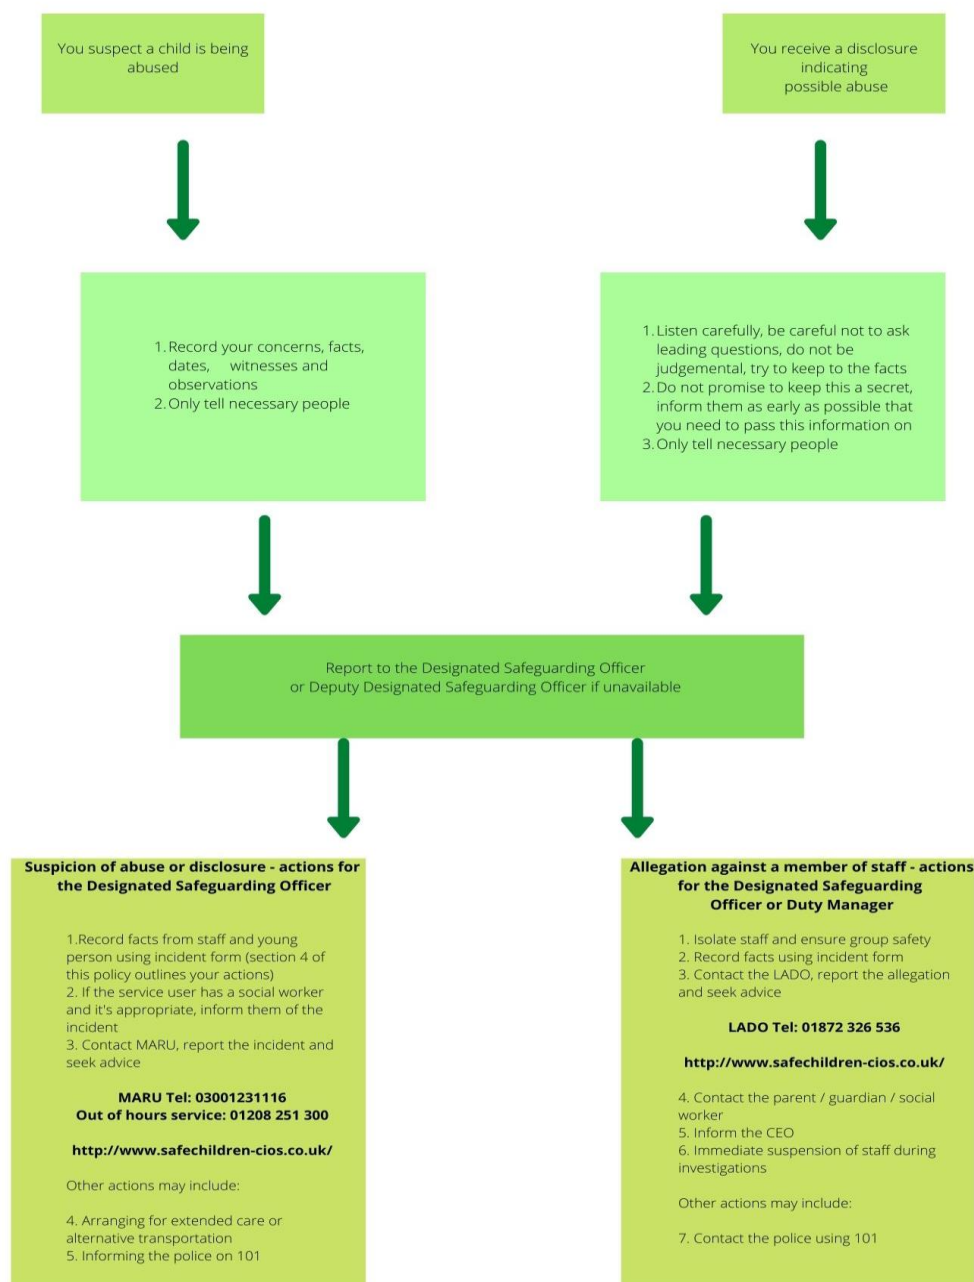 You suspect a child is being
abused
You receive a disclosure
indicating
possible abuse
1. Record your concerns, facts,
dates, witnesses and
observations
2. Only tell necessary people
1. Listen carefully, be careful not to ask
leading questions, do not be
judgemental, try to keep to the facts
2. Do not promise to keep this a secret,
inform them as early as possible that
you need to pass this information on
3. Only tell necessary people
Report to the Designated Safeguarding Officer
or Deputy Designated Safeguarding Officer if unavailable
Suspicion of abuse or disclosure - actions for
the Designated Safeguarding Officer
1.Record facts from staff and young
person using incident form (section 4 of
this policy outlines your actions)
2. If the service user has a social worker
and it's appropriate, inform them of the
incident
3. Contact MARU, report the incident and
seek advice
MARU Tel: 03001231116
Out of hours service: 01208 251 300
http://www.safechildren-cios.co.uk/
Other actions may include:
4. Arranging for extended care or
alternative transportation
5. Informing the police on 101
Allegation against a member of staff - actions
for the Designated Safeguarding
Officer or Duty Manager
1. Isolate staff and ensure group safety
2. Record facts using incident form
3. Contact the LADO, report the allegation
and seek advice
LADO Tel: 01872 326 536
http://www.safechildren-cios.co.uk/
4. Contact the parent / guardian / social
worker
5. Inform the CEO
6. Immediate suspension of staff during
investigations
Other actions may include:
7. Contact the police using 101